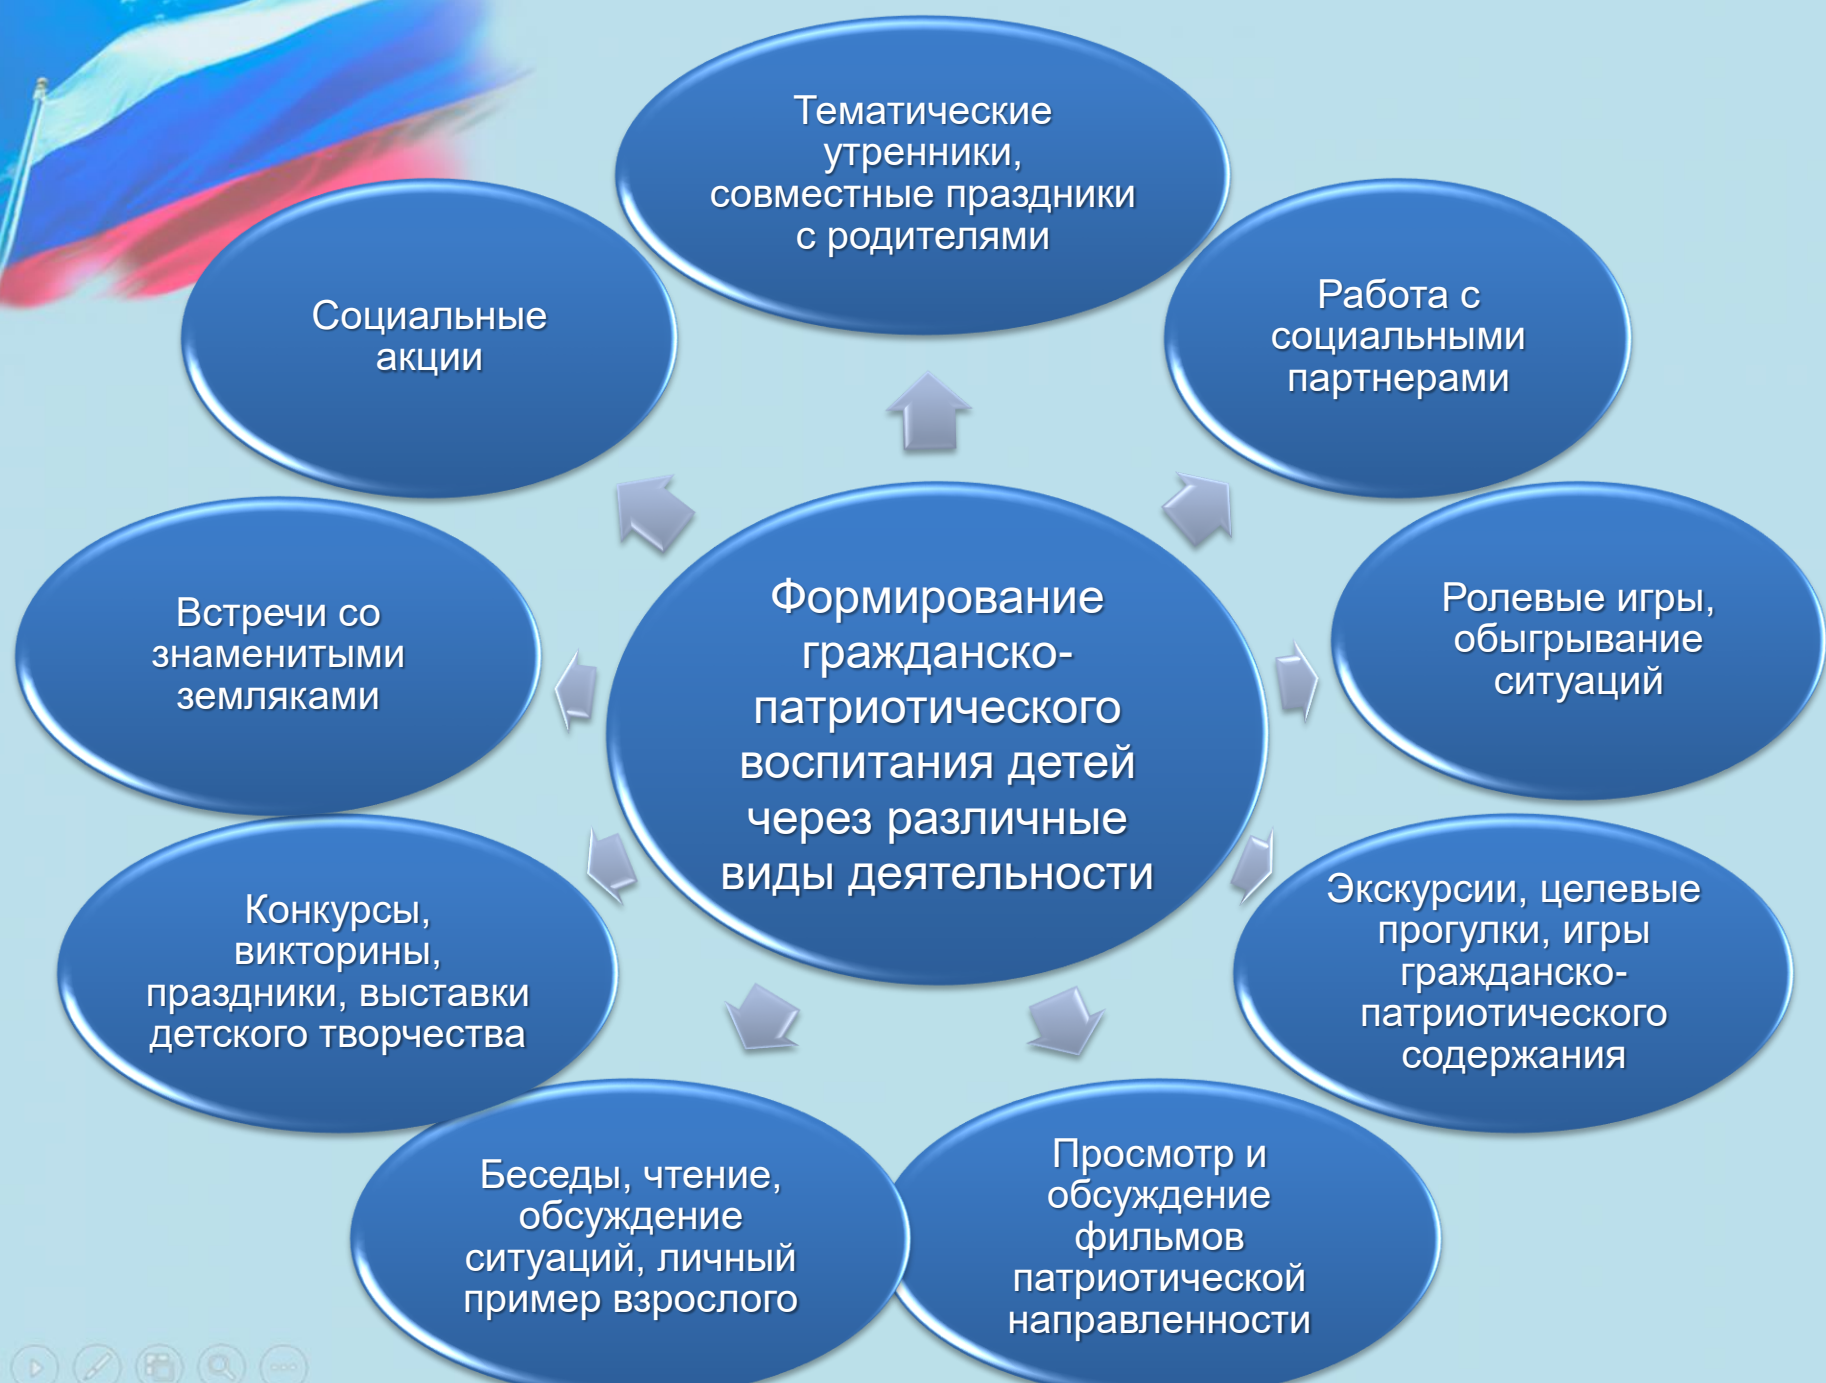 Тематические
утренники,
совместные праздники
с родителями
Социальные
акции
Работа с
социальными
партнерами
Встречи со
знаменитыми
земляками
Формирование
гражданско-
патриотического
воспитания детей
через различные
виды деятельности
Ролевые игры,
обыгрывание
ситуаций
Конкурсы,
викторины,
праздники, выставки
детского творчества
Экскурсии, целевые
прогулки, игры
гражданско-
патриотического
содержания
Беседы, чтение,
обсуждение
ситуаций, личный
пример взрослого
Просмотр и
обсуждение
фильмов
патриотической
направленности